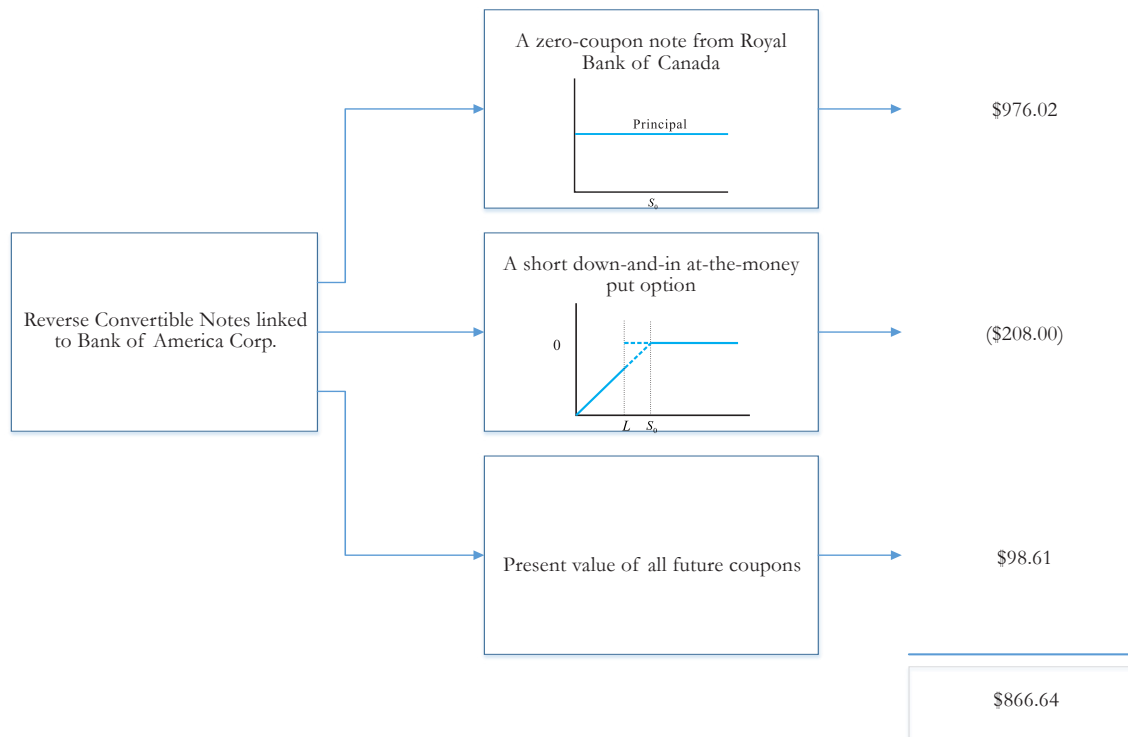 A zero-coupon note from Royal
Bank of Canada
Principal
S₀
$976.02
Reverse Convertible Notes linked
to Bank of America Corp.
A short down-and-in at-the-money
put option
0
L S₀
($208.00)
Present value of all future coupons
$98.61
$866.64